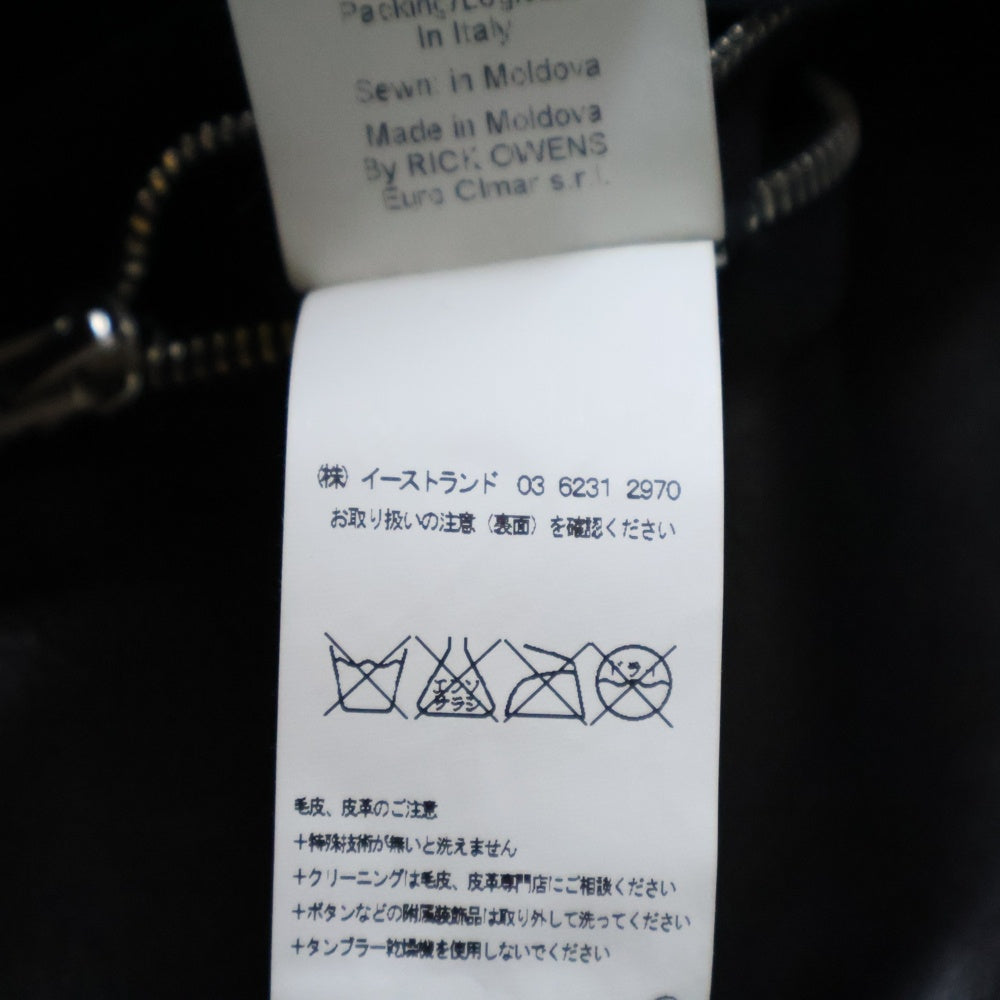 Packing/Logistic
In Italy
Sewn: in Moldova
Made in Moldova
By RICK OWENS
Euro Cimar s.r.l.
㈱ イーストランド 03 6231 2970
お取り扱いの注意（裏面）を確認ください
エンソ
サラシ
ドライ
毛皮、皮革のご注意
＋特殊技術が無いと洗えません
＋クリーニングは毛皮、皮革専門店にご相談ください
＋ボタンなどの附属装飾品は取り外して洗ってください
＋タンブラー乾燥機を使用しないでください